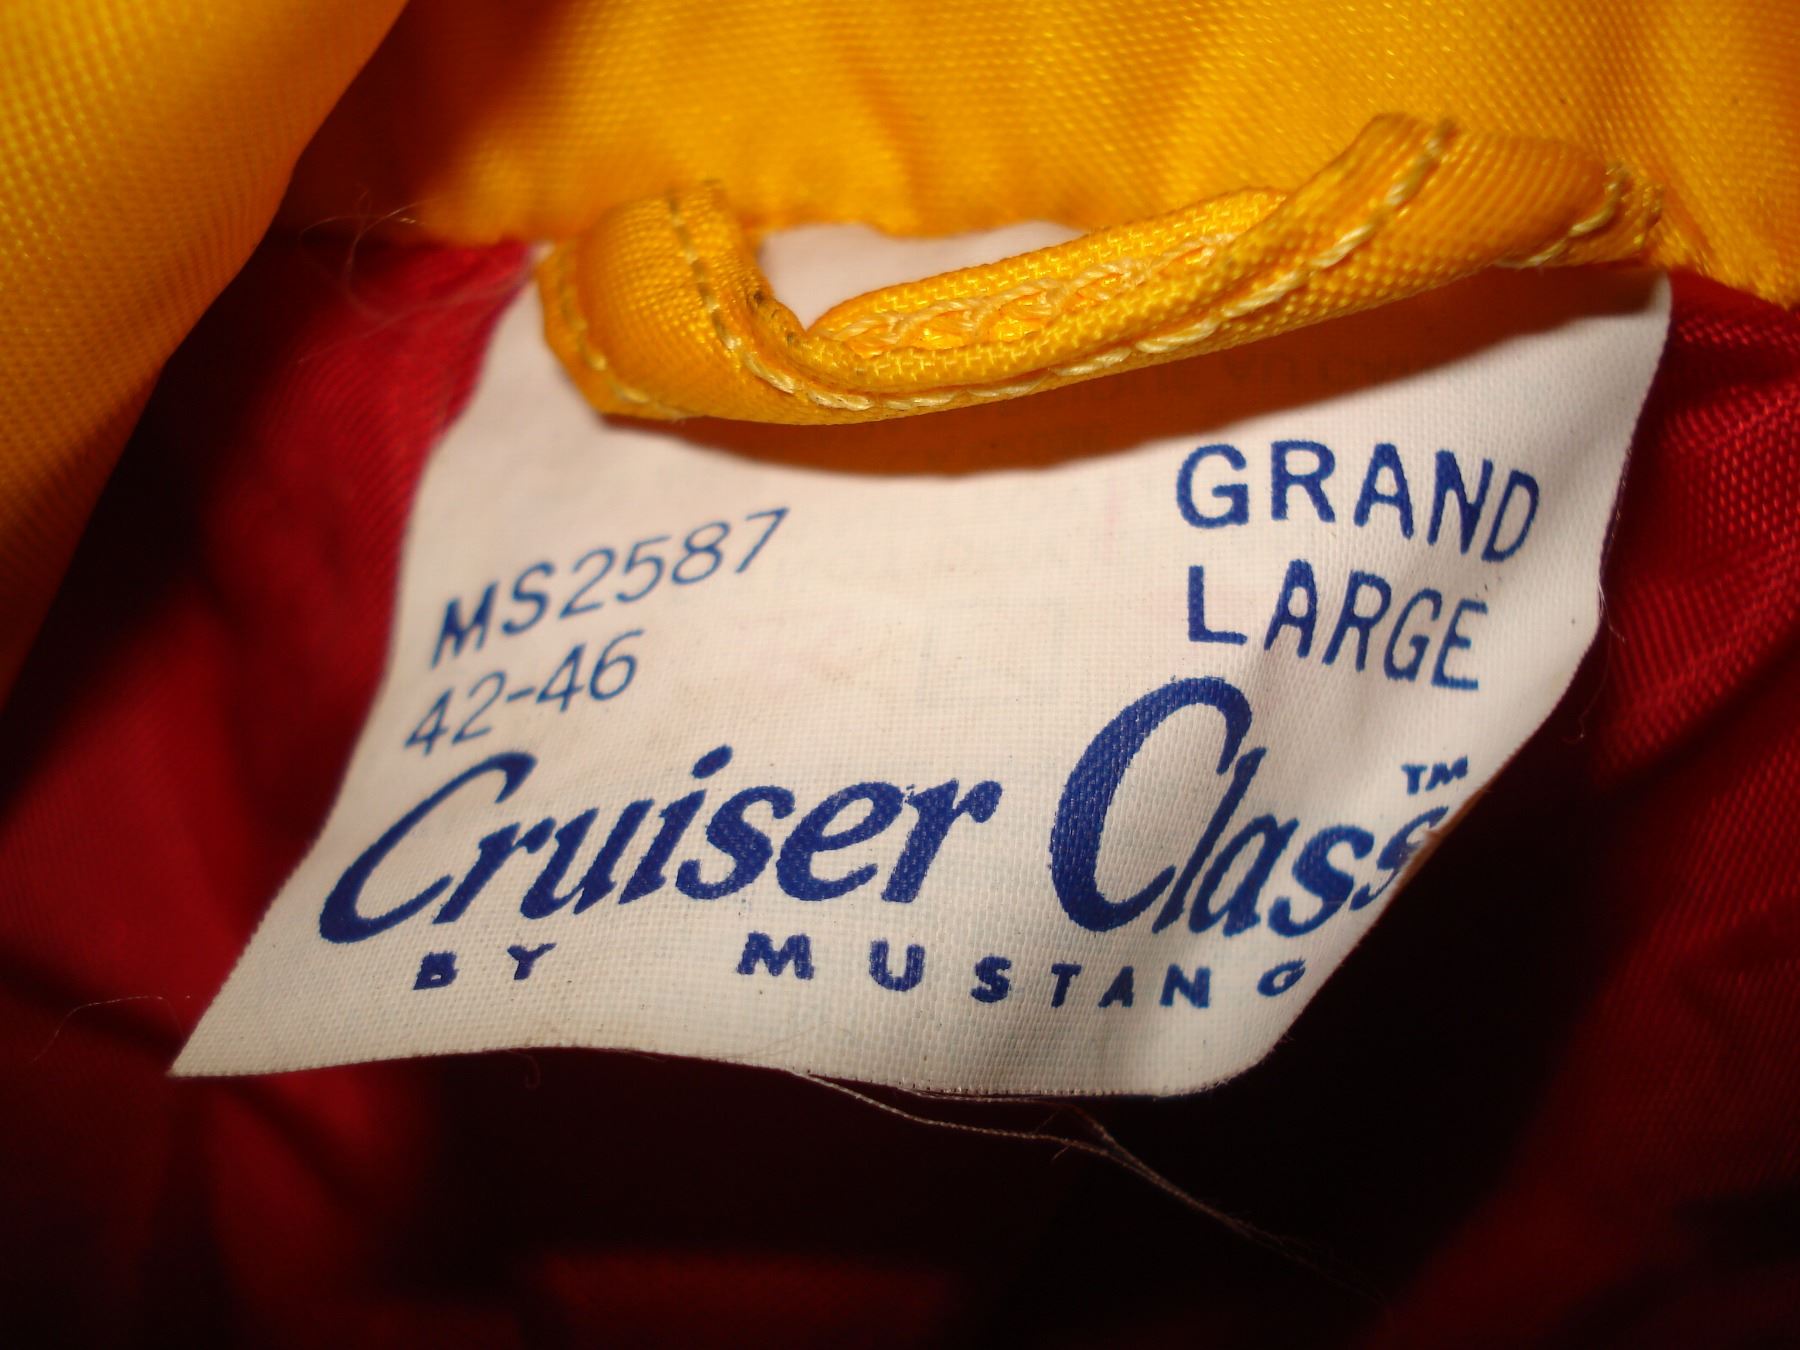 GRAND
LARGE
MS2587
42-46
Cruiser Class™
BY MUSTANG